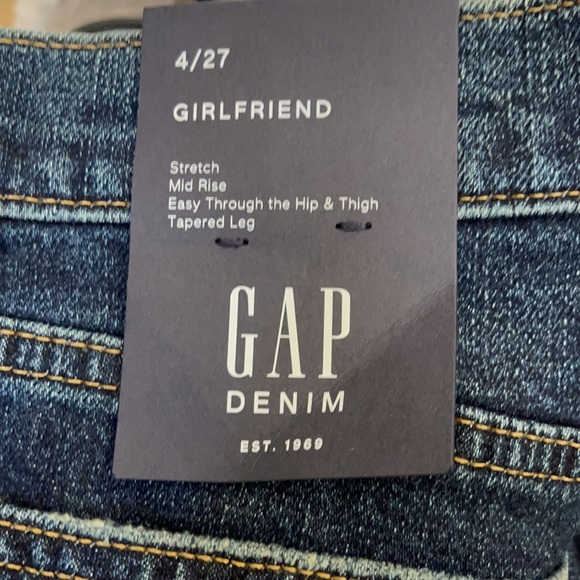 4/27
GIRLFRIEND
Stretch
Mid Rise
Easy Through the Hip & Thigh
Tapered Leg
GAP
DENIM
EST. 1969